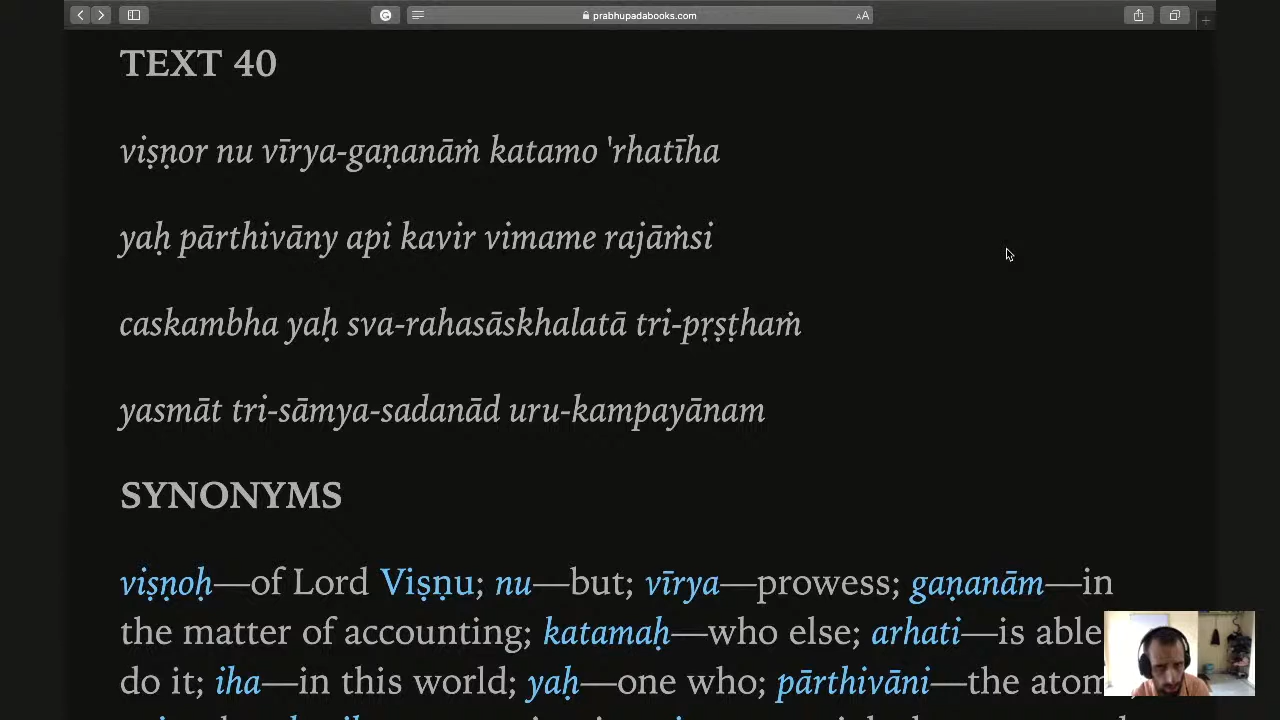 prabhupadabooks.com
TEXT 40
viṣṇor nu vīrya-gaṇanāṁ katamo 'rhatīha
yaḥ pārthivāny api kavir vimame rajāṁsi
caskambha yaḥ sva-rahasāskhalatā tri-pṛṣṭhaṁ
yasmāt tri-sāmya-sadanād uru-kampayānam
SYNONYMS
viṣṇoḥ—of Lord Viṣṇu; nu—but; vīrya—prowess; gaṇanām—in
the matter of accounting; katamaḥ—who else; arhati—is able
do it; iha—in this world; yaḥ—one who; pārthivāni—the